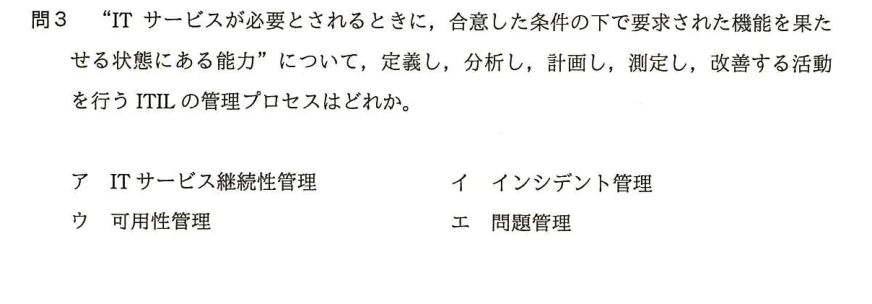 問3 “IT サービスが必要とされるときに，合意した条件の下で要求された機能を果た
せる状態にある能力”について，定義し，分析し，計画し，測定し，改善する活動
を行う ITIL の管理プロセスはどれか。
ア IT サービス継続性管理 イ インシデント管理
ウ 可用性管理 エ 問題管理